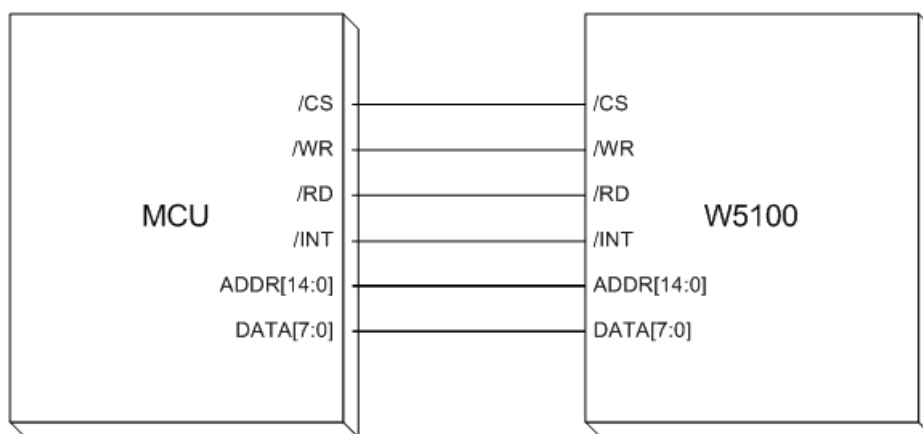 MCU
/CS
/WR
/RD
/INT
ADDR[14:0]
DATA[7:0]
W5100
/CS
/WR
/RD
/INT
ADDR[14:0]
DATA[7:0]